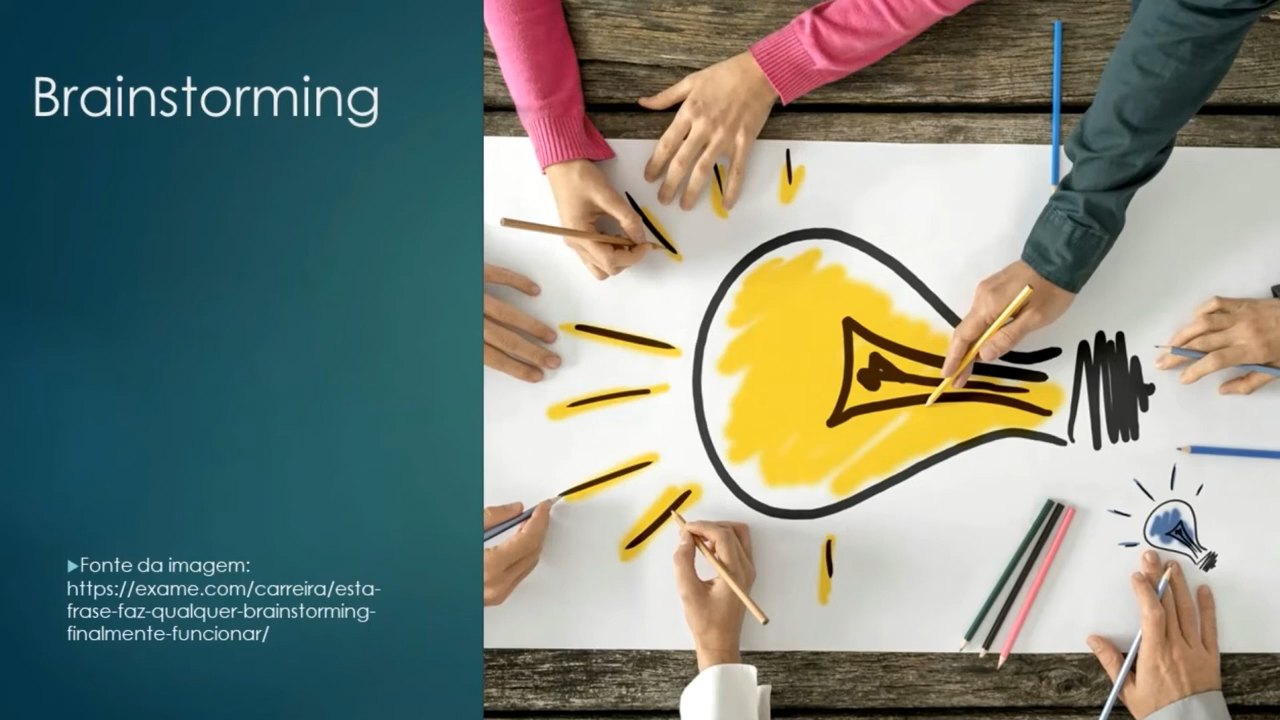 Brainstorming
Fonte da imagem:
https://exame.com/carreira/esta-
frase-faz-qualquer-brainstorming-
finalmente-funcionar/